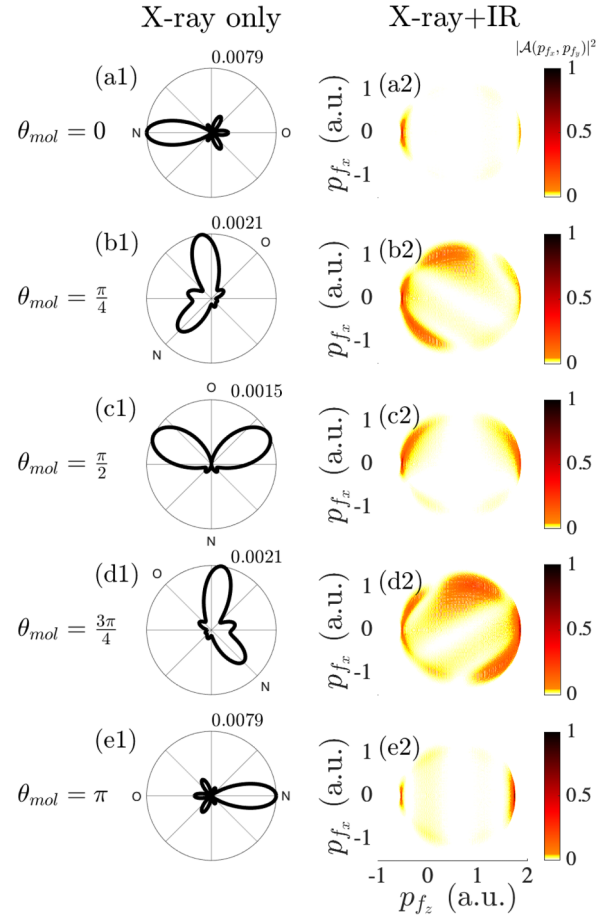 X-ray only X-ray+IR
|𝒜(p_{f_x}, p_{f_y})|²
(a1) 0.0079 (a2) 1
θ_{mol} = 0 N O p_{f_x} (a.u.) 1 0 -1 0.5 0
(b1) 0.0021 (b2) 1
θ_{mol} = π/4 O N p_{f_x} (a.u.) 1 0 -1 0.5 0
(c1) O 0.0015 (c2) 1
θ_{mol} = π/2 N p_{f_x} (a.u.) 1 0 -1 0.5 0
(d1) 0.0021 (d2) 1
θ_{mol} = 3π/4 O N p_{f_x} (a.u.) 1 0 -1 0.5 0
(e1) 0.0079 (e2) 1
θ_{mol} = π O N p_{f_x} (a.u.) 1 0 -1 0.5 0
-1 0 1 2
p_{f_z} (a.u.)